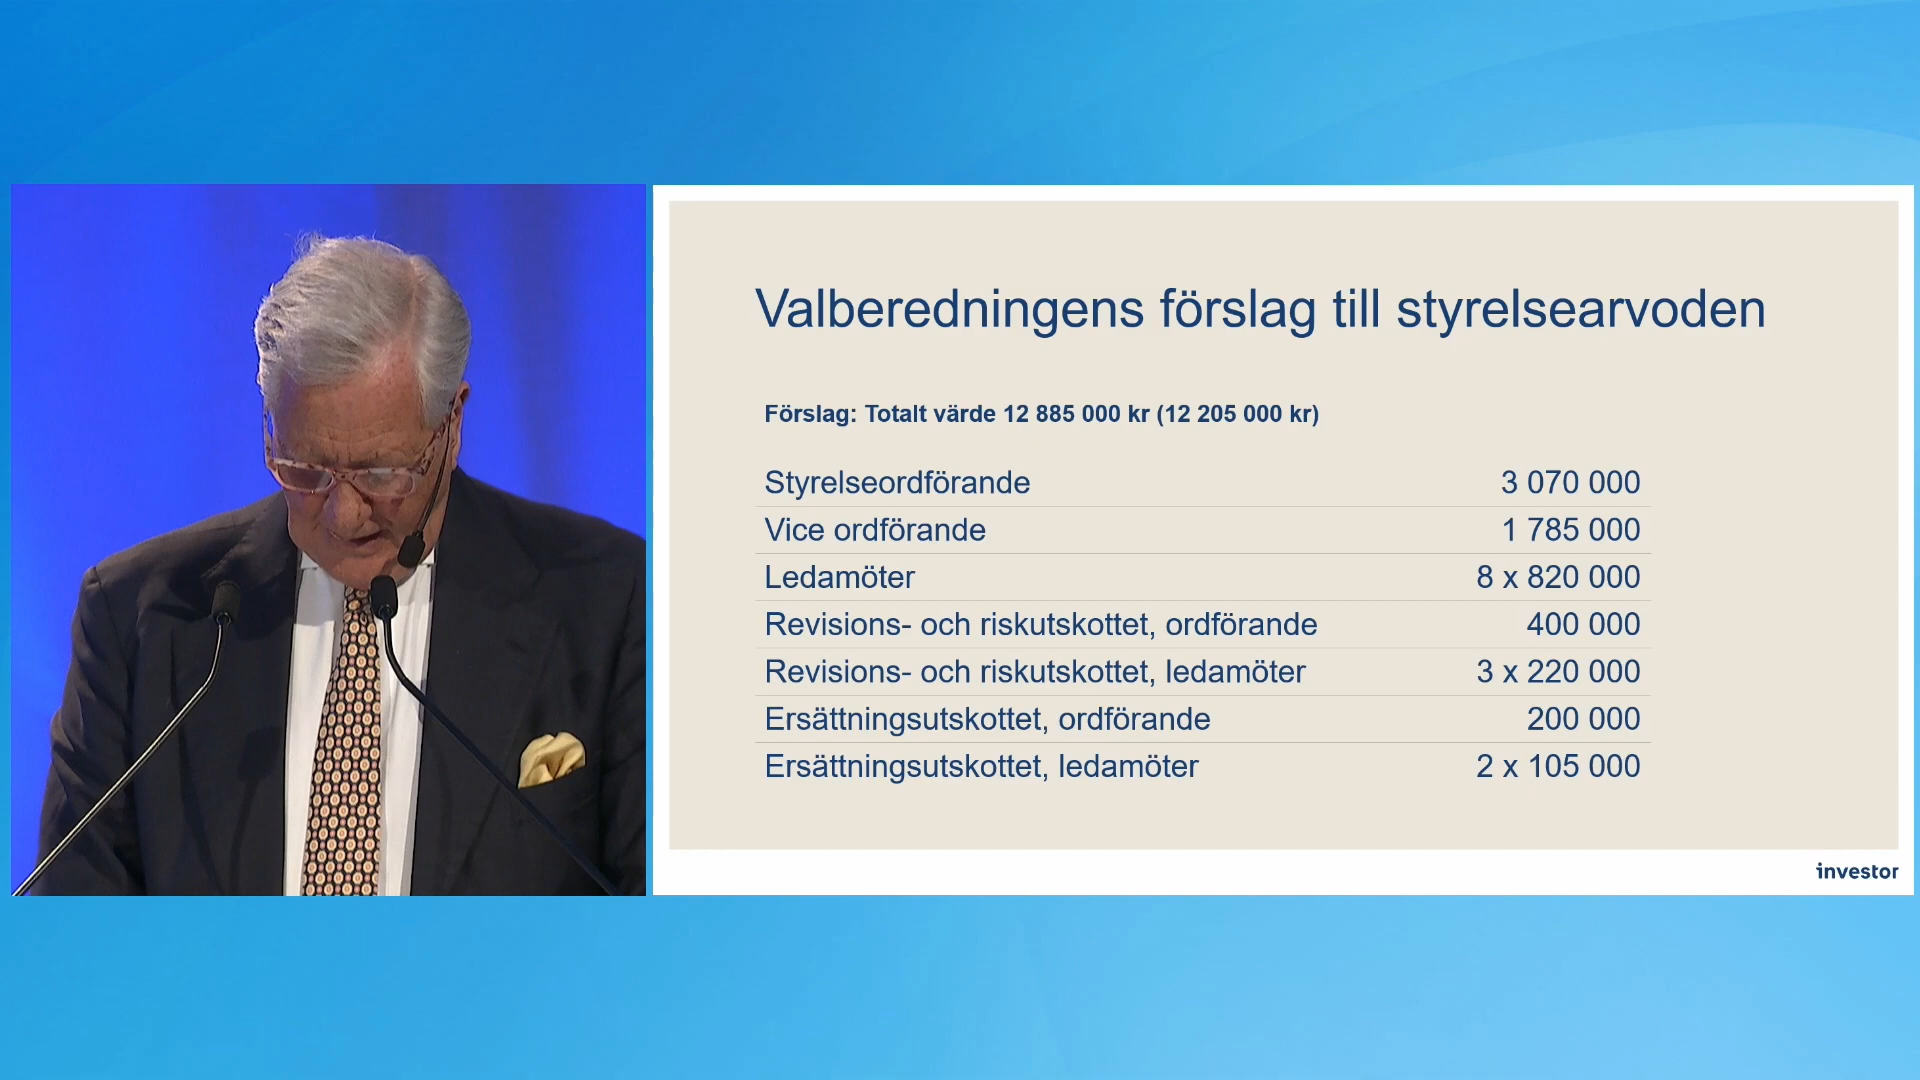 Valberedningens förslag till styrelsearvoden
Förslag: Totalt värde 12 885 000 kr (12 205 000 kr)
Styrelseordförande 3 070 000
Vice ordförande 1 785 000
Ledamöter 8 x 820 000
Revisions- och riskutskottet, ordförande 400 000
Revisions- och riskutskottet, ledamöter 3 x 220 000
Ersättningsutskottet, ordförande 200 000
Ersättningsutskottet, ledamöter 2 x 105 000
investor